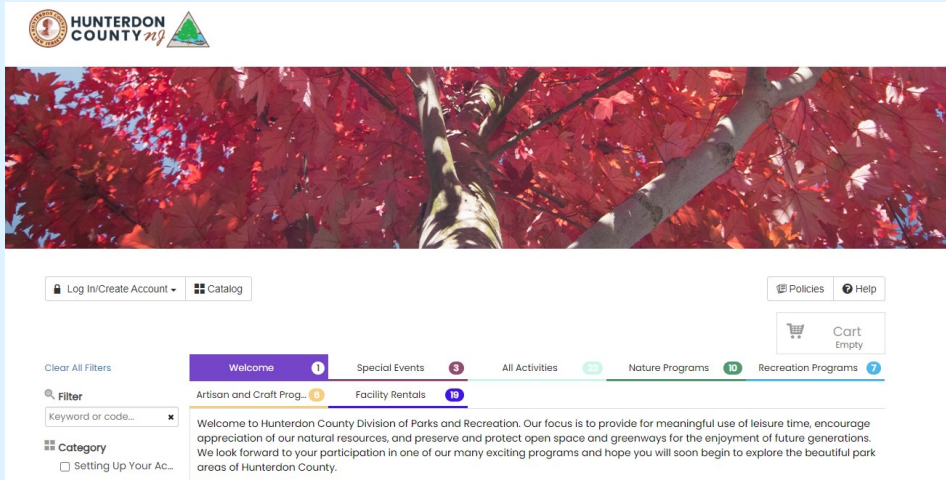 HUNTERDON
COUNTY nj
Log In/Create Account
Catalog
Policies
Help
Cart
Empty
Clear All Filters
Welcome 1
Special Events 3
All Activities 23
Nature Programs 10
Recreation Programs 7
Filter
Artisan and Craft Prog... 6
Facility Rentals 19
Keyword or code...
Category
Setting Up Your Ac...
Welcome to Hunterdon County Division of Parks and Recreation. Our focus is to provide for meaningful use of leisure time, encourage
appreciation of our natural resources, and preserve and protect open space and greenways for the enjoyment of future generations.
We look forward to your participation in one of our many exciting programs and hope you will soon begin to explore the beautiful park
areas of Hunterdon County.